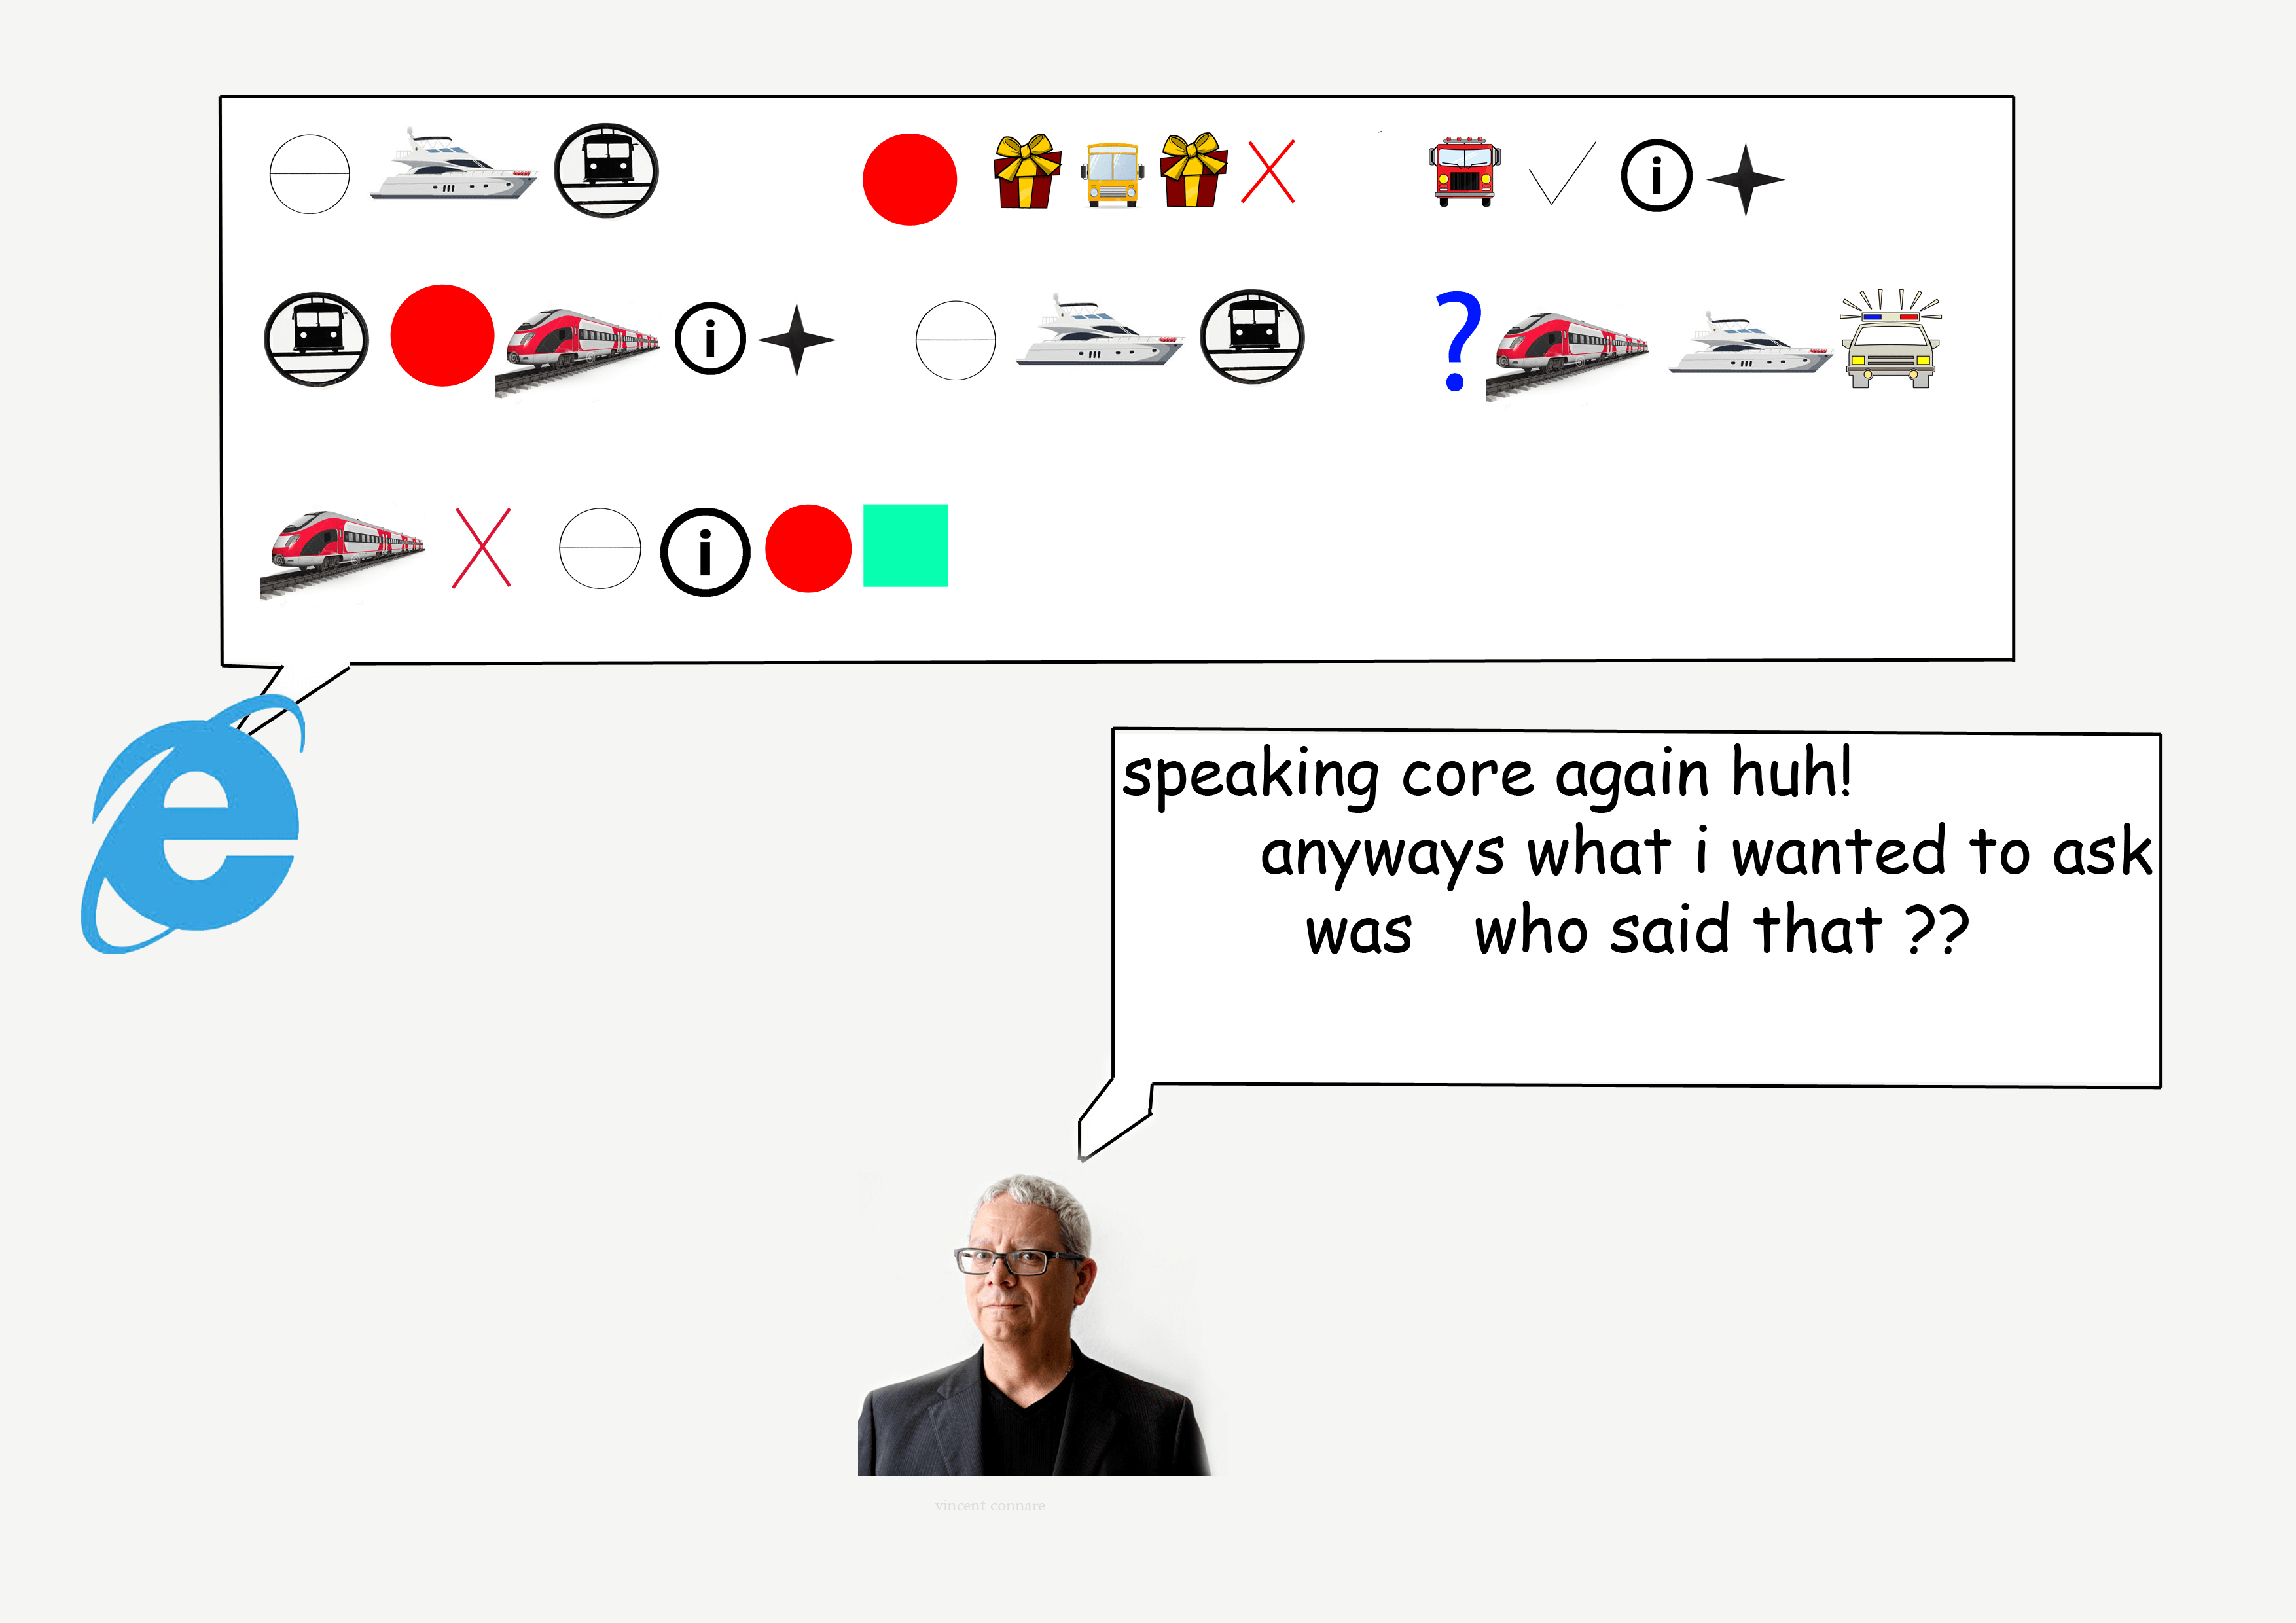 speaking core again huh!
anyways what i wanted to ask
was who said that ??
vincent connare